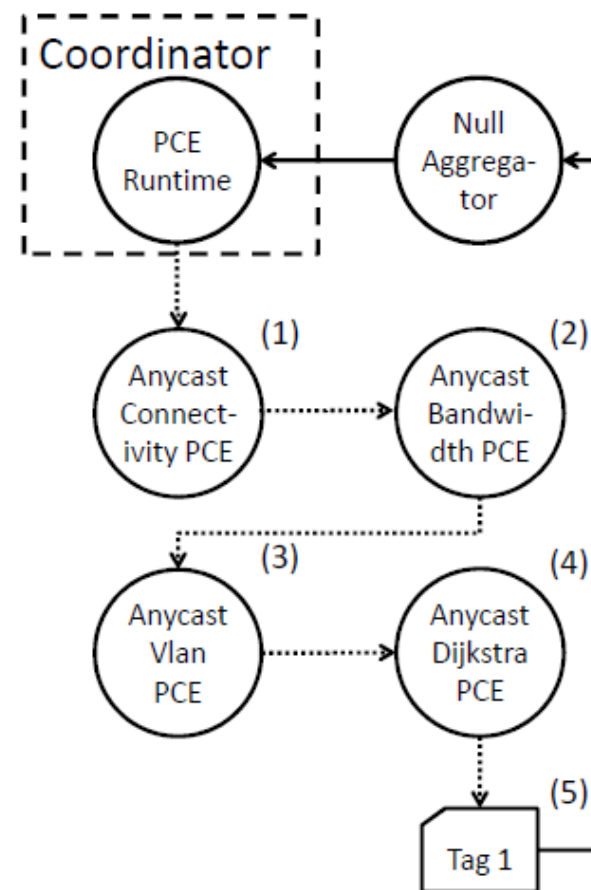 Coordinator
PCE
Runtime
Null
Aggrega-
tor
(1)
Anycast
Connect-
ivity PCE
(2)
Anycast
Bandwi-
dth PCE
(3)
Anycast
Vlan
PCE
(4)
Anycast
Dijkstra
PCE
(5)
Tag 1